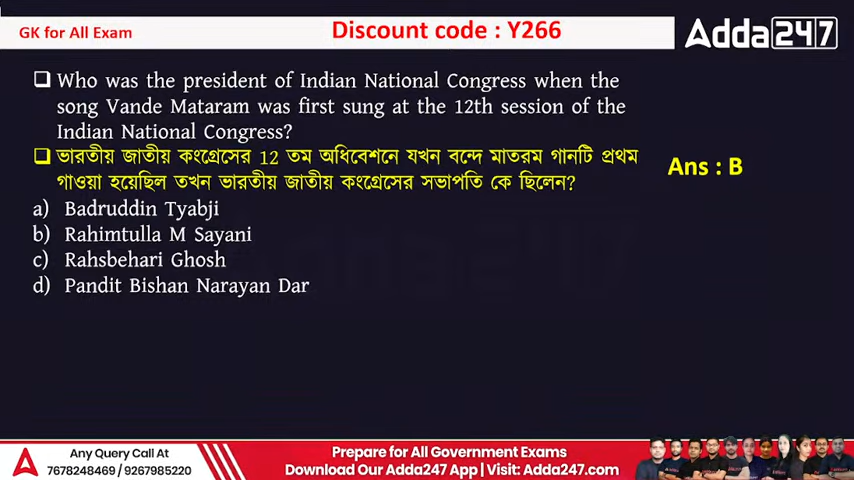 GK for All Exam
Discount code : Y266
Adda247
Who was the president of Indian National Congress when the
song Vande Mataram was first sung at the 12th session of the
Indian National Congress?
ভারতীয় জাতীয় কংগ্রেসের 12 তম অধিবেশনে যখন বন্দে মাতরম গানটি প্রথম
গাওয়া হয়েছিল তখন ভারতীয় জাতীয় কংগ্রেসের সভাপতি কে ছিলেন?
Ans : B
a) Badruddin Tyabji
b) Rahimtulla M Sayani
c) Rahsbehari Ghosh
d) Pandit Bishan Narayan Dar
Any Query Call At
7678248469 / 9267985220
Prepare for All Government Exams
Download Our Adda247 App | Visit: Adda247.com